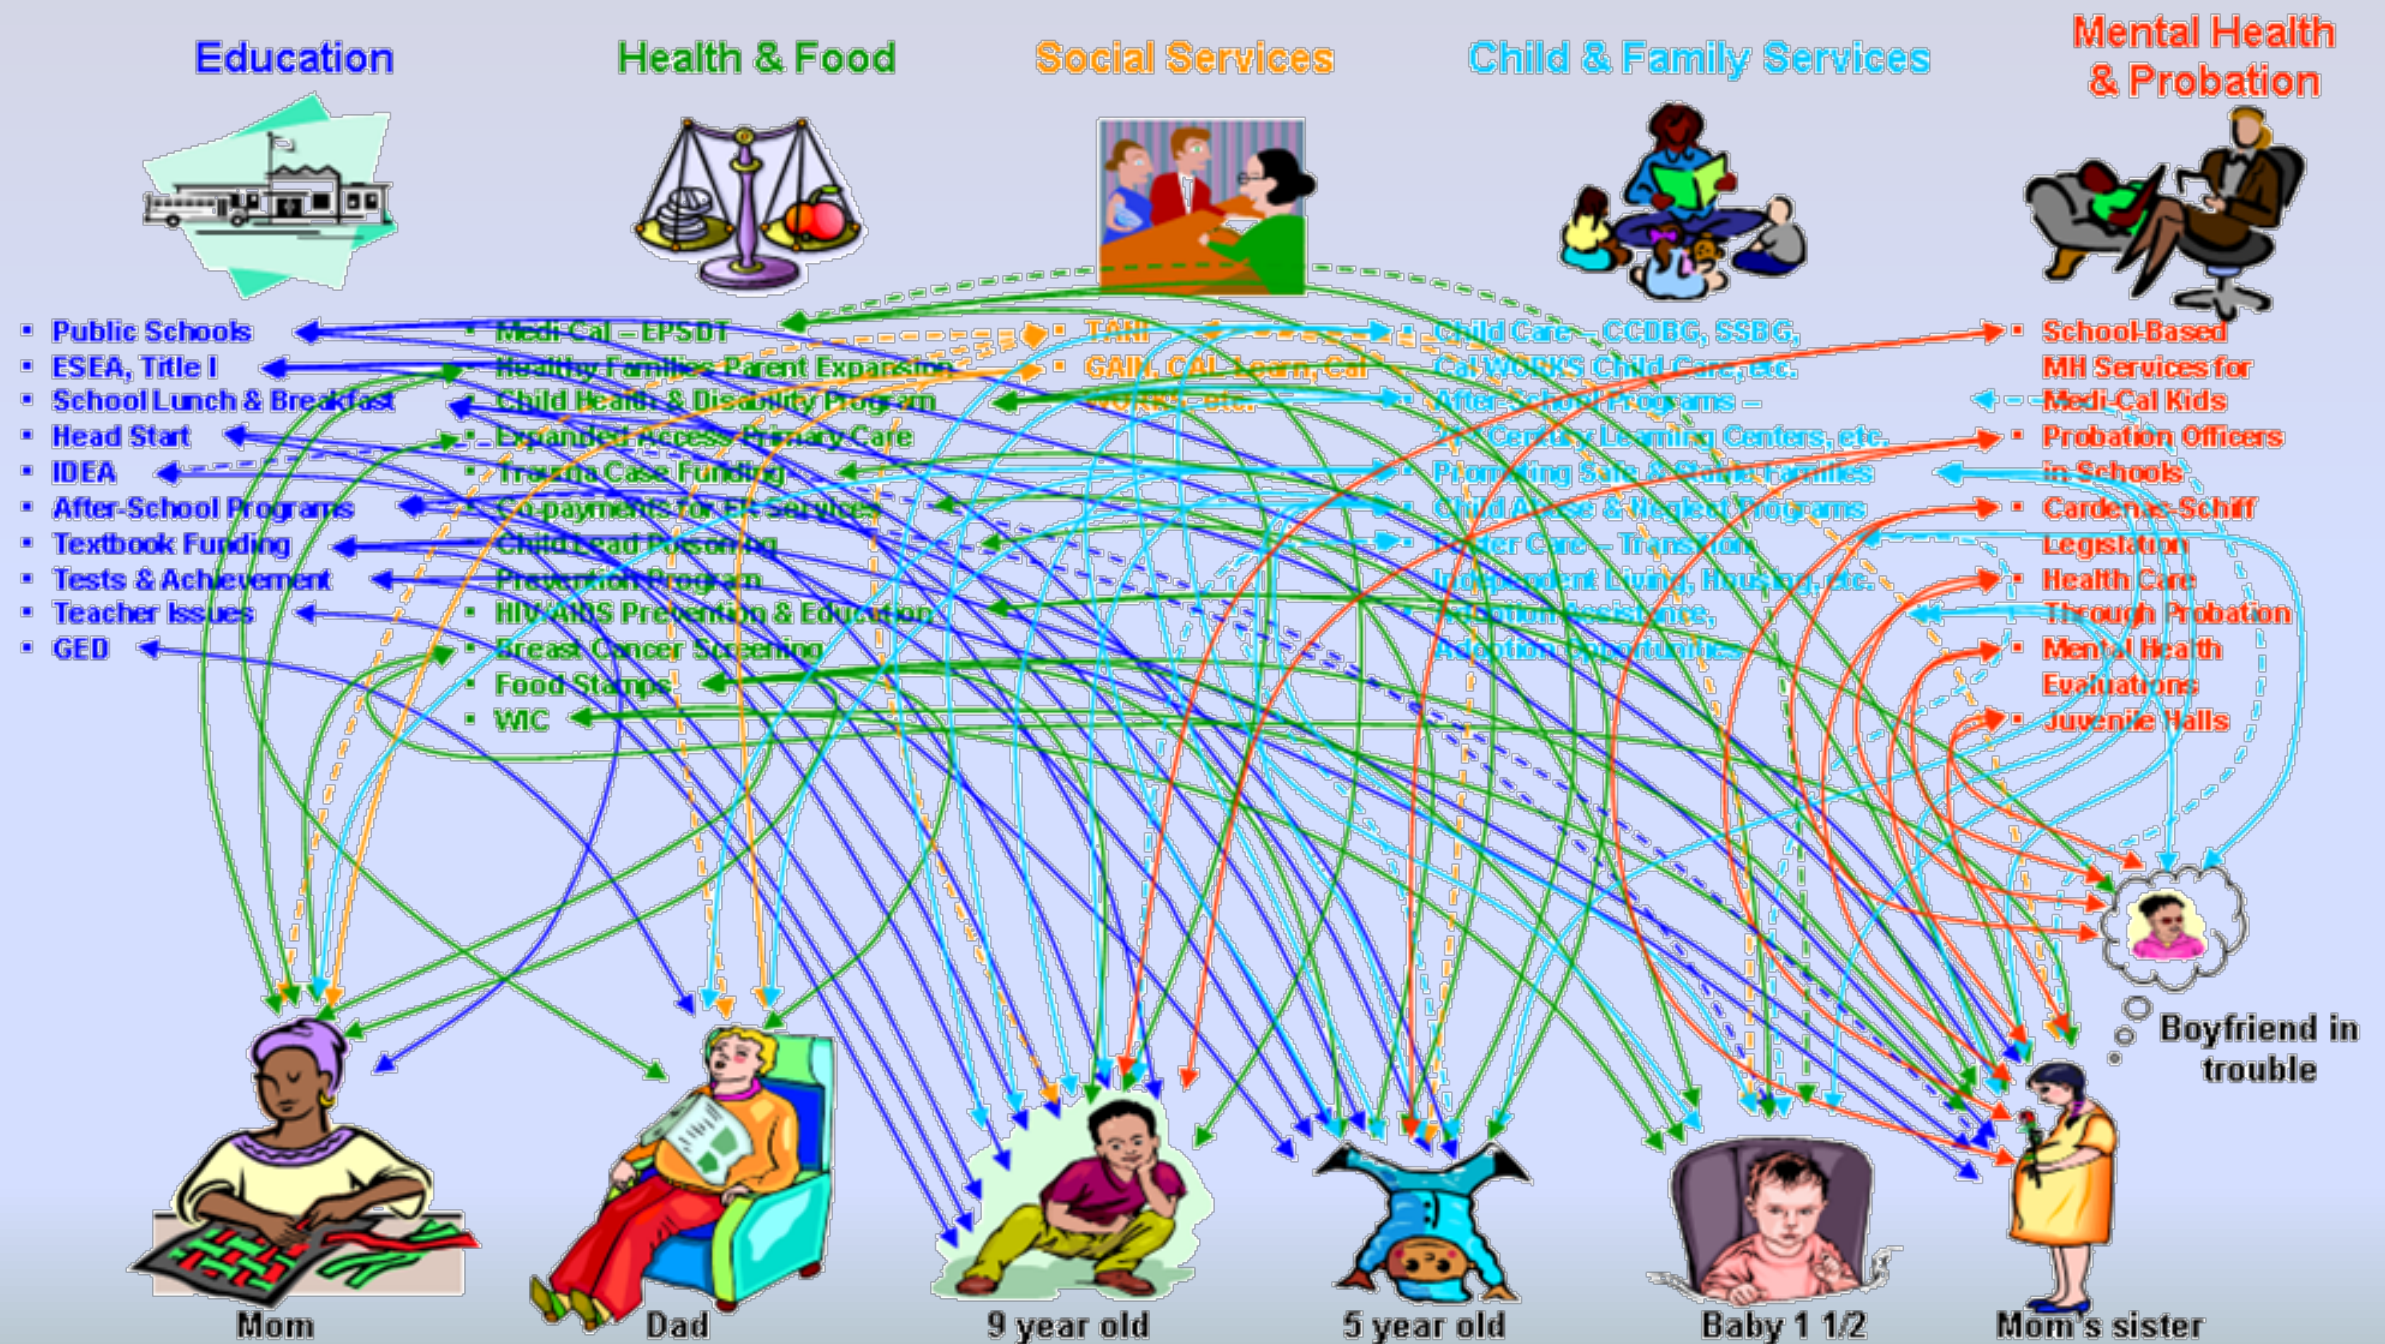 Education
Health & Food
Social Services
Child & Family Services
Mental Health
& Probation
Public Schools
ESEA, Title I
School Lunch & Breakfast
Head Start
IDEA
After-School Programs
Textbook Funding
Tests & Achievement
Teacher Issues
GED
Medi-Cal – EPSDT
Healthy Families Parent Expansion
Child Health & Disability Program
Expanded Access Primary Care
Trauma Case Funding
Co-payments for ER Services
Child Lead Poisoning
Prevention Program
HIV/AIDS Prevention & Education
Breast Cancer Screening
Food Stamps
WIC
TANF
GAIN, CAL Learn, Cal
WORKS, etc.
Child Care – CCDBG, SSBG,
CalWORKS Child Care, etc.
After-School Programs –
Century Learning Centers, etc.
Promoting Safe & Stable Families
Child Abuse & Neglect Programs
Foster Care – Transition,
Independent Living, Housing, etc.
Adoption Assistance,
Adoption Opportunities
School-Based
MH Services for
Medi-Cal Kids
Probation Officers
in Schools
Cardenas-Schiff
Legislation
Health Care
Through Probation
Mental Health
Evaluations
Juvenile Halls
Boyfriend in
trouble
Mom
Dad
9 year old
5 year old
Baby 1 1/2
Mom's sister